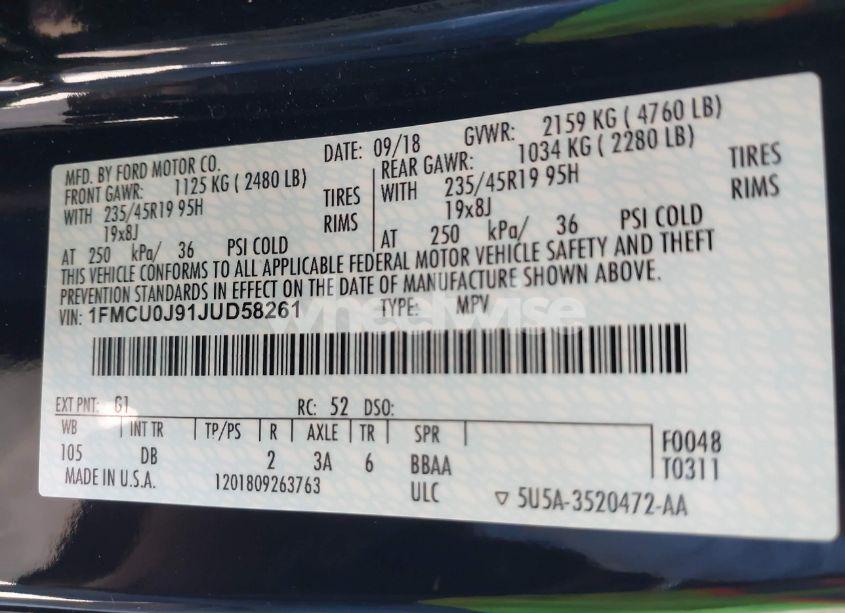 MFD. BY FORD MOTOR CO.
DATE: 09/18 GVWR: 2159 KG ( 4760 LB)
FRONT GAWR: 1125 KG ( 2480 LB)
WITH 235/45R19 95H TIRES
19x8J RIMS
AT 250 kPa/ 36 PSI COLD
REAR GAWR: 1034 KG ( 2280 LB)
WITH 235/45R19 95H TIRES
19x8J RIMS
AT 250 kPa/ 36 PSI COLD
THIS VEHICLE CONFORMS TO ALL APPLICABLE FEDERAL MOTOR VEHICLE SAFETY AND THEFT
PREVENTION STANDARDS IN EFFECT ON THE DATE OF MANUFACTURE SHOWN ABOVE.
VIN: 1FMCU0J91JUD58261 TYPE: MPV
wheelwise
EXT PNT: G1 RC: 52 DSO:
WB INT TR TP/PS R AXLE TR SPR
105 DB 2 3A 6 BBAA
F0048
T0311
MADE IN U.S.A. 1201809263763 ULC
5U5A-3520472-AA